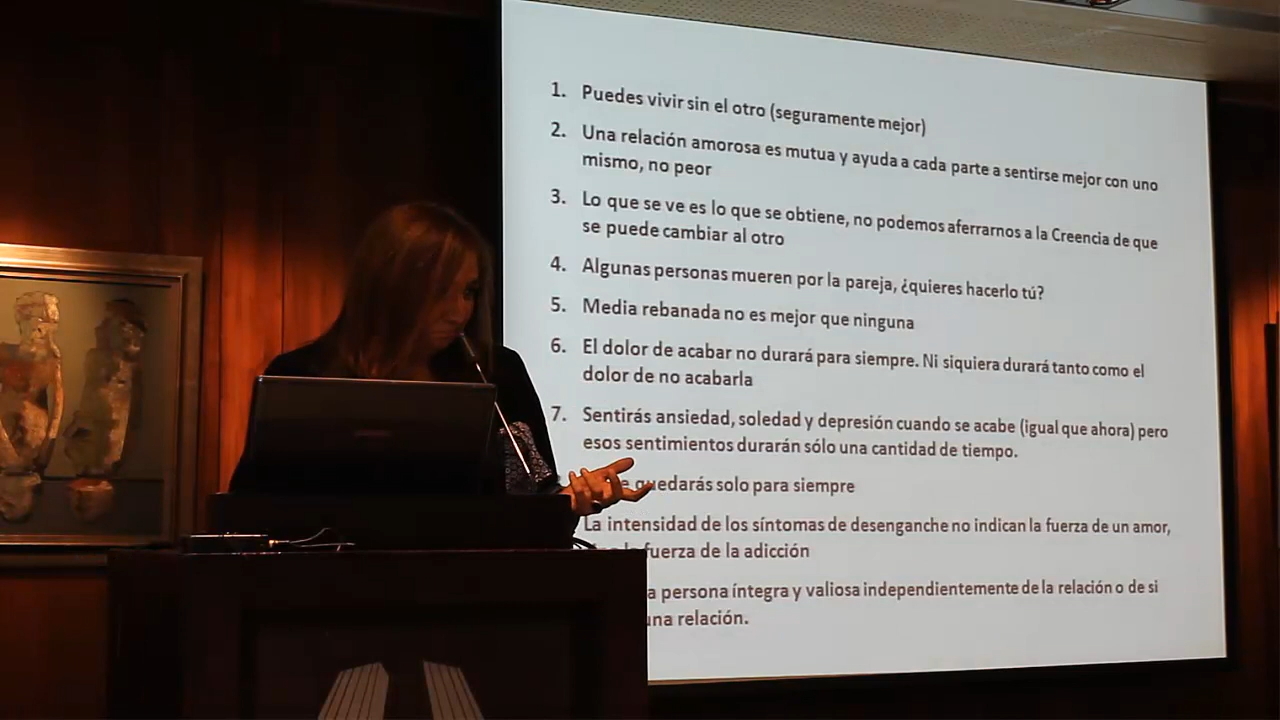 1. Puedes vivir sin el otro (seguramente mejor)
2. Una relación amorosa es mutua y ayuda a cada parte a sentirse mejor con uno
mismo, no peor
3. Lo que se ve es lo que se obtiene, no podemos aferrarnos a la Creencia de que
se puede cambiar al otro
4. Algunas personas mueren por la pareja, ¿quieres hacerlo tú?
5. Media rebanada no es mejor que ninguna
6. El dolor de acabar no durará para siempre. Ni siquiera durará tanto como el
dolor de no acabarla
7. Sentirás ansiedad, soledad y depresión cuando se acabe (igual que ahora) pero
esos sentimientos durarán sólo una cantidad de tiempo.
quedarás solo para siempre
La intensidad de los síntomas de desenganche no indican la fuerza de un amor,
fuerza de la adicción
persona íntegra y valiosa independientemente de la relación o de si
una relación.